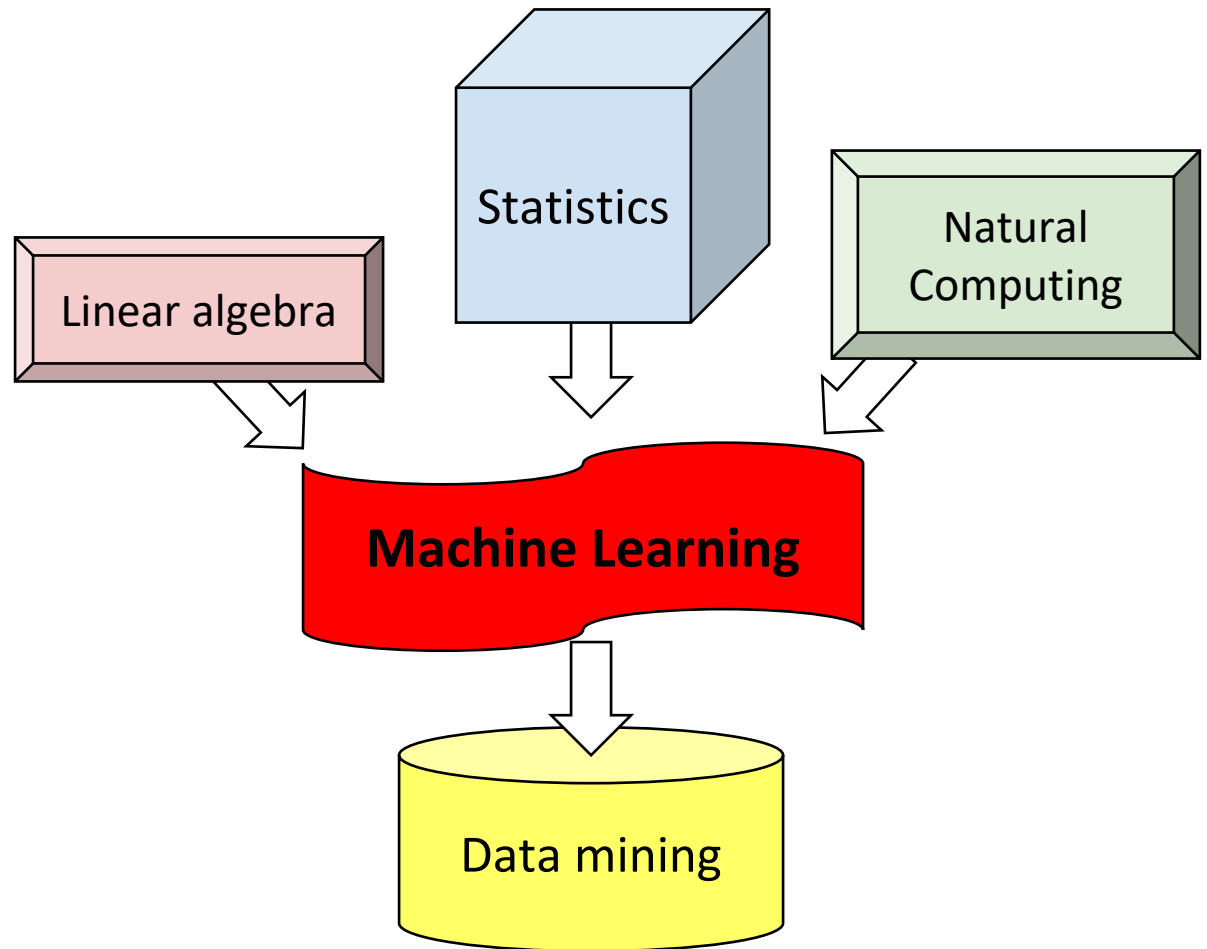 Statistics
Natural
Computing
Linear algebra
Machine Learning
Data mining